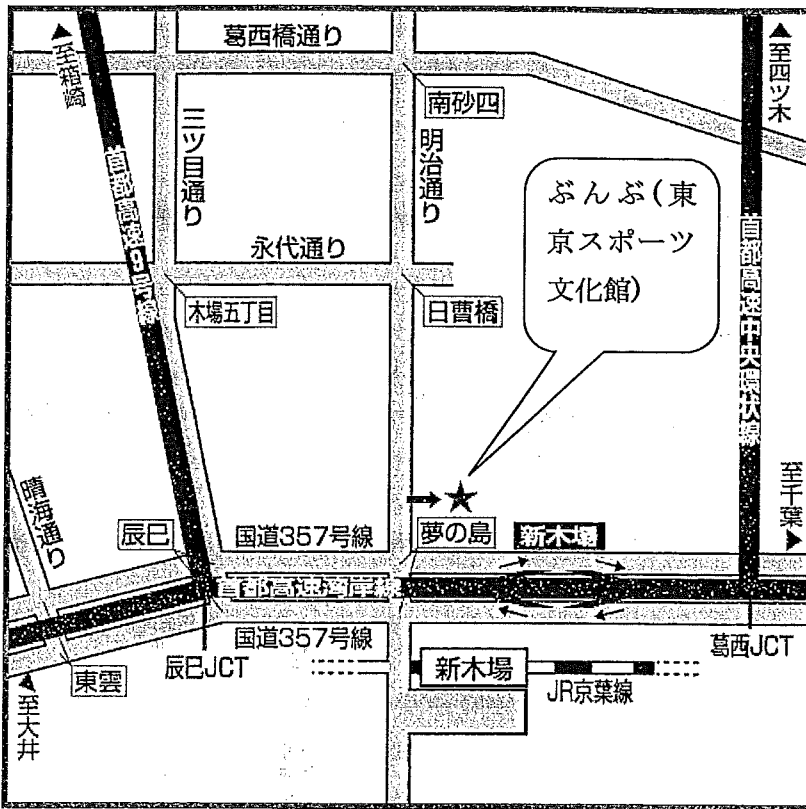 葛西橋通り
▲至箱崎
▲至四ツ木
南砂四
三ツ目通り
明治通り
首都高速9号線
ぶんぶ(東
京スポーツ
文化館)
永代通り
首都高速中央環状線
木場五丁目
日曹橋
至千葉▶
晴海通り
辰巳
国道357号線
夢の島
新木場
首都高速湾岸線
国道357号線
葛西JCT
辰巳JCT
新木場
東雲
JR京葉線
◀至大井